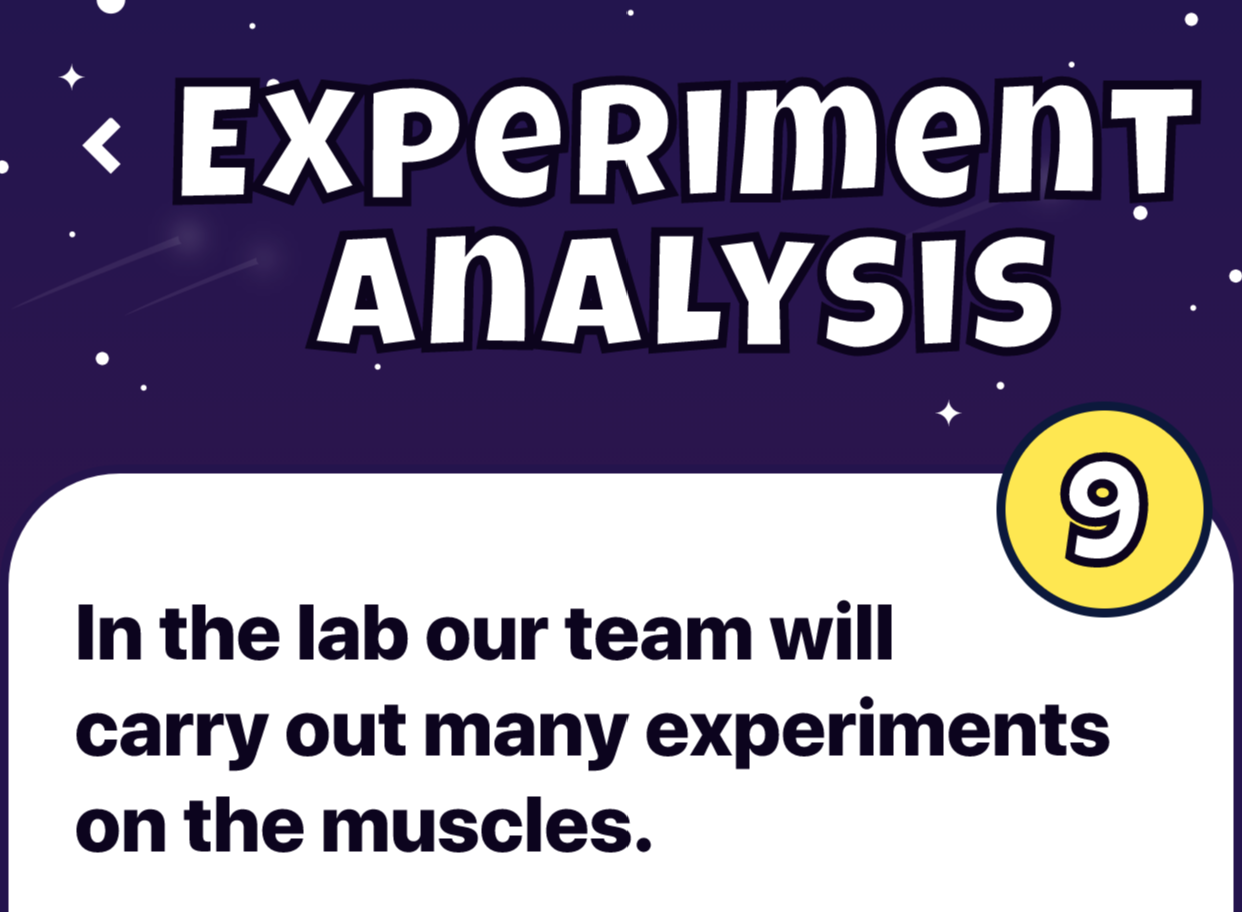 EXPERIMENT
ANALYSIS
9
In the lab our team will
carry out many experiments
on the muscles.